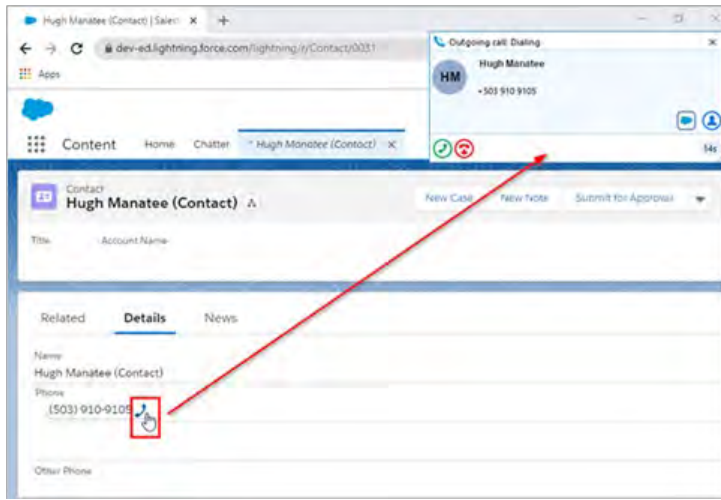 Hugh Manatee (Contact) | Salesf
dev-ed.lightning.force.com/lightning/r/Contact/0031
Apps
Outgoing call: Dialing
HM
Hugh Manatee
+503 910 9105
14s
Content
Home
Chatter
* Hugh Manatee (Contact)
Contact
Hugh Manatee (Contact)
New Case
New Note
Submit for Approval
Title
Account Name
Related
Details
News
Name
Hugh Manatee (Contact)
Phone
(503) 910-9105
Other Phone